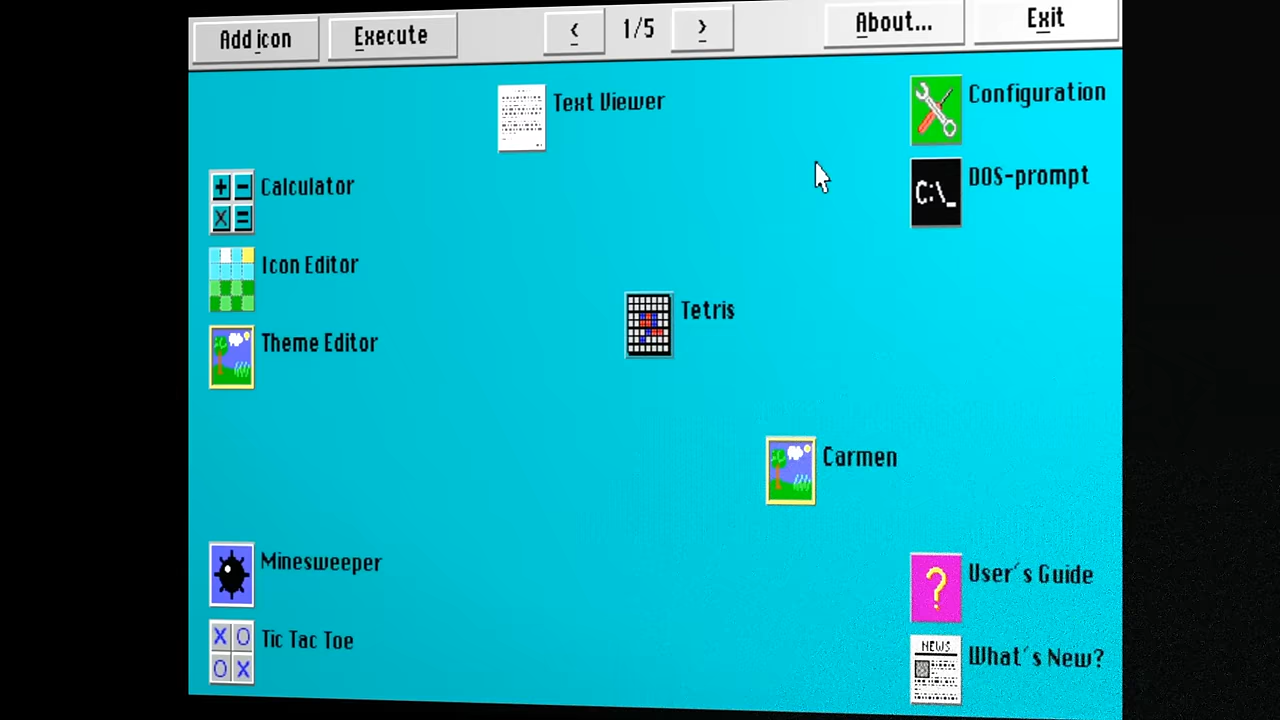 Add icon
Execute
<
1/5
>
About...
Exit
Text Viewer
Configuration
DOS-prompt
C:\_
Calculator
+ -
X =
Icon Editor
Theme Editor
Tetris
Carmen
Minesweeper
User's Guide
?
Tic Tac Toe
X O
O X
What's New?
NEWS